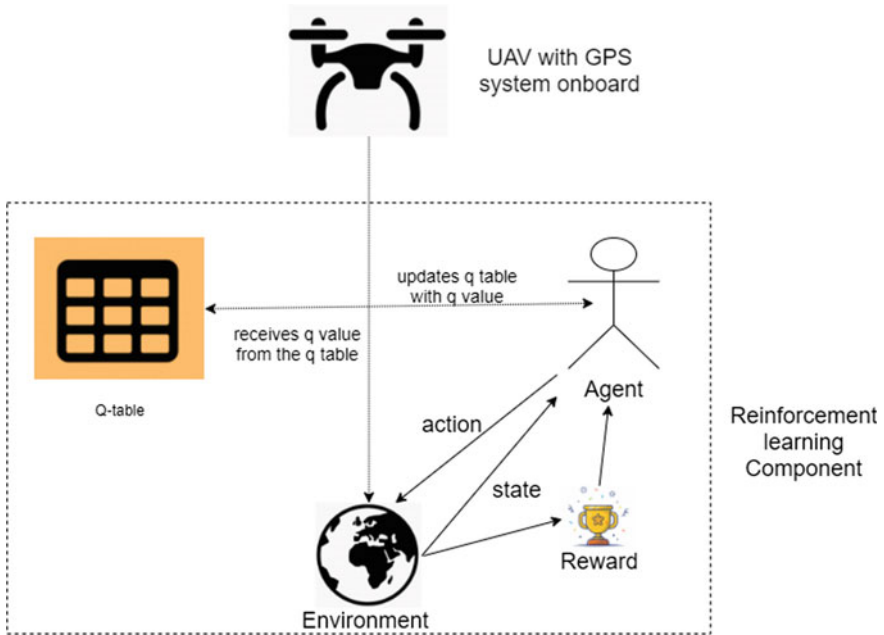 UAV with GPS
system onboard
updates q table
with q value
receives q value
from the q table
Q-table
Agent
action
state
Reward
Environment
Reinforcement
learning
Component